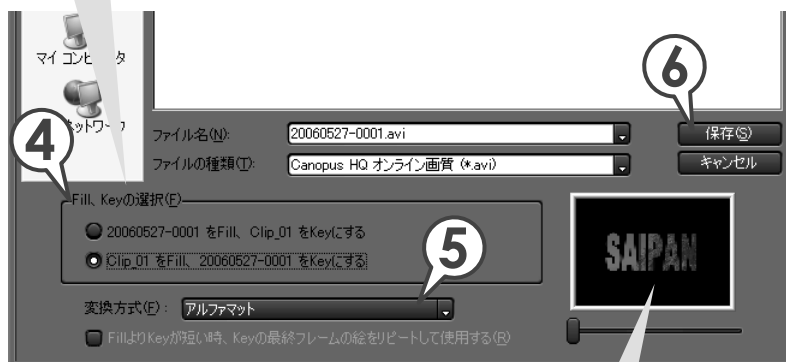 マイ コンピュータ
6
4
ファイル名(N):
20060527-0001.avi
保存(S)
ファイルの種類(T):
Canopus HQ オンライン画質 (*.avi)
キャンセル
Fill、Keyの選択(F)
20060527-0001 をFill、Clip_01 をKeyにする
5
Clip_01 をFill、20060527-0001 をKeyにする
SAIPAN
変換方式(F):
アルファマット
FillよりKeyが短い時、Keyの最終フレームの絵をリピートして使用する(R)